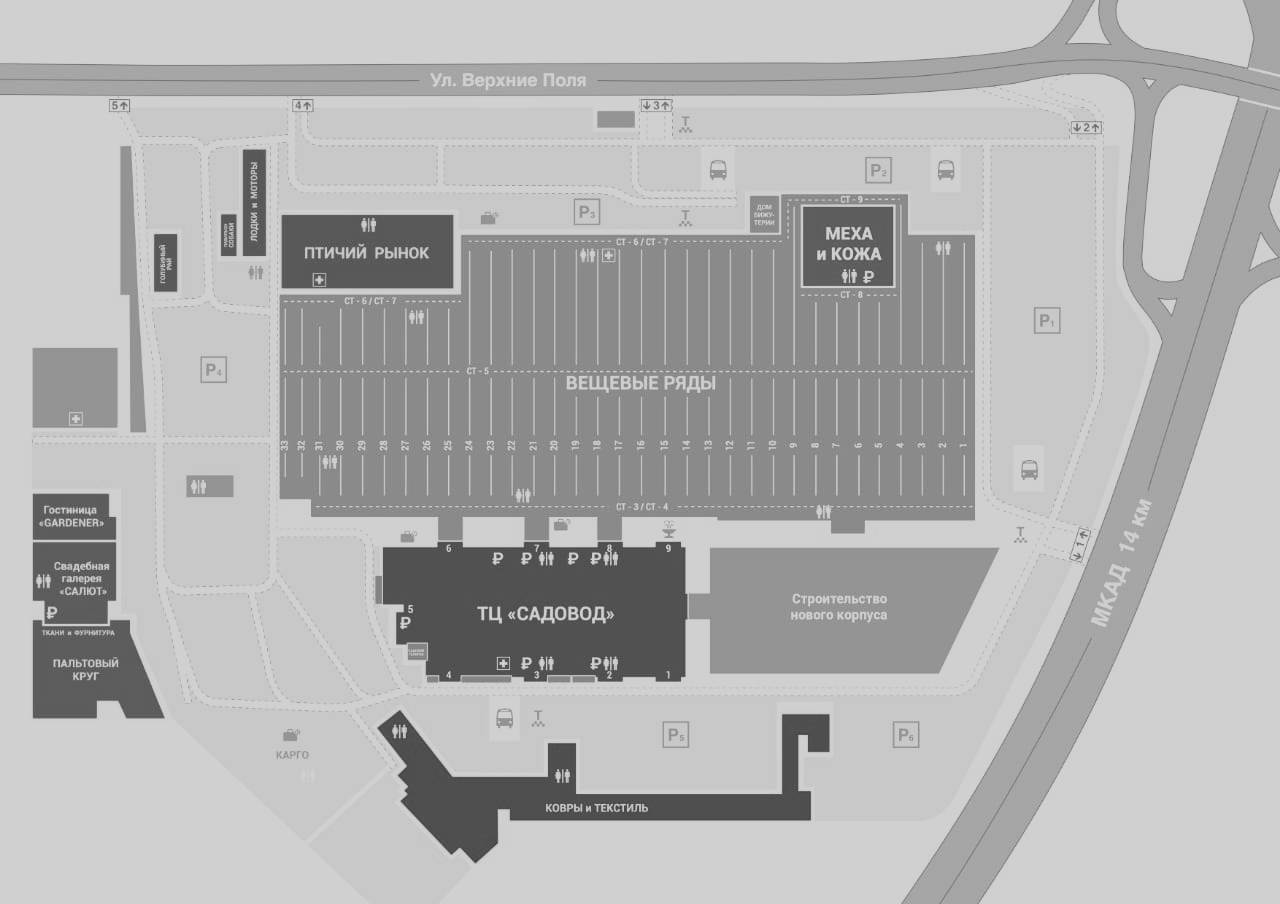 Ул. Верхние Поля
5↑
4↑
↓3↑
↓2↑
T
P2
P3
ЛОДКИ и МОТОРЫ
СОБАКИ
ГОЛУБИНЫЙ
РАЙ
ПТИЧИЙ РЫНОК
ДОМ
БИЖУ-
ТЕРИИ
СТ - 9
МЕХА
и КОЖА
₽
СТ - 8
T
СТ - 6 / СТ - 7
СТ - 6 / СТ - 7
P1
P4
СТ - 5
ВЕЩЕВЫЕ РЯДЫ
33 32 31 30 29 28 27 26 25 24 23 22 21 20 19 18 17 16 15 14 13 12 11 10 9 8 7 6 5 4 3 2 1
СТ - 3 / СТ - 4
Гостиница
«GARDENER»
Свадебная
галерея
«САЛЮТ»
₽
ТКАНИ и ФУРНИТУРА
ПАЛЬТОВЫЙ
КРУГ
6 7 8 9
₽ ₽ ₽ ₽
5
₽
ТЦ «САДОВОД»
₽ ₽
4 3 2 1
Строительство
нового корпуса
T
↓1↑
МКАД 14 км
T
P5
P6
КАРГО
КОВРЫ и ТЕКСТИЛЬ